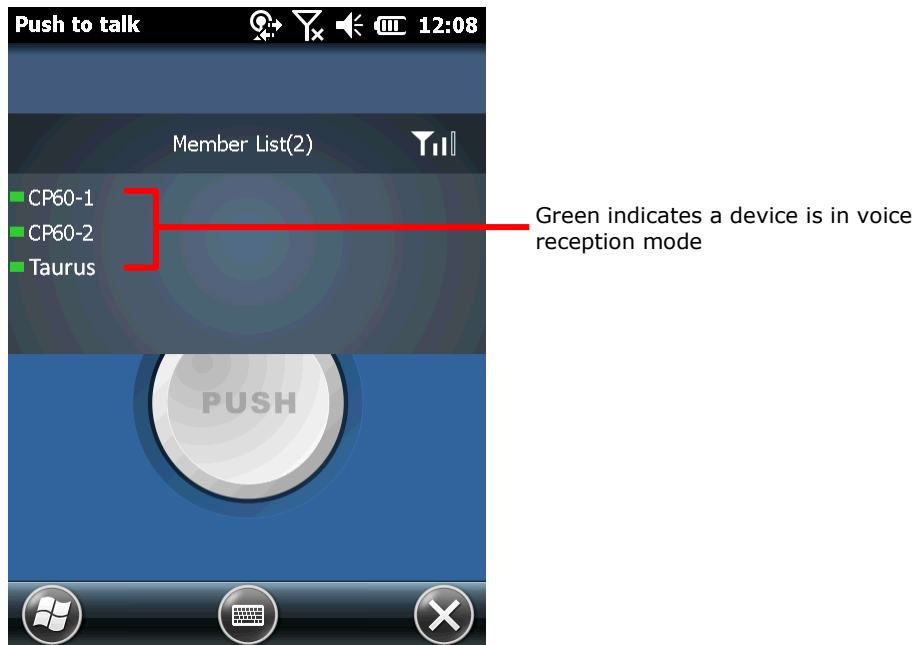 Push to talk 12:08
Member List(2)
CP60-1
CP60-2
Taurus
Green indicates a device is in voice
reception mode
PUSH